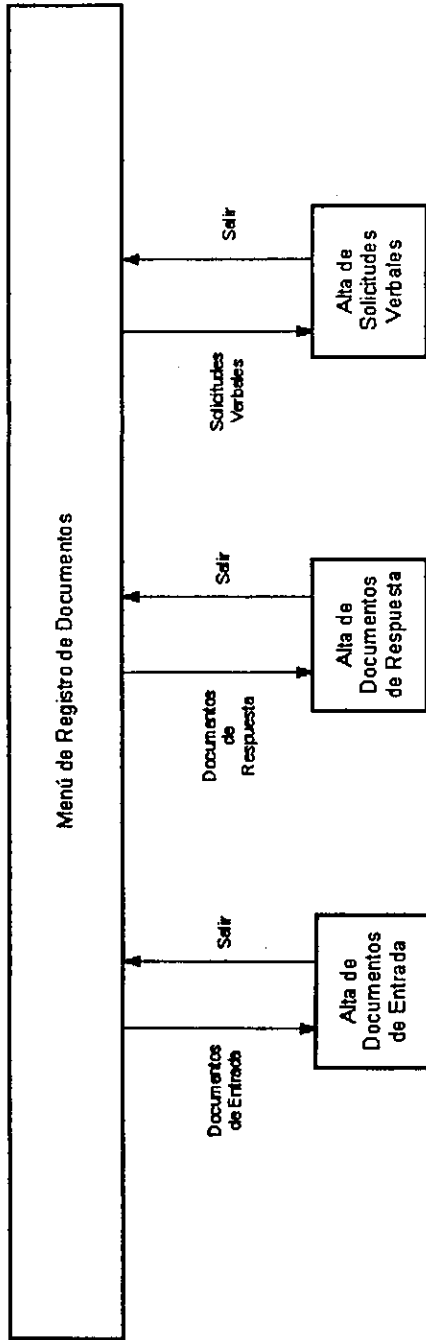 Menú de Registro de Documentos
Documentos
de Entrada
Salir
Documentos
de
Respuesta
Salir
Solicitudes
Verbales
Salir
Alta de
Documentos
de Entrada
Alta de
Documentos
de Respuesta
Alta de
Solicitudes
Verbales